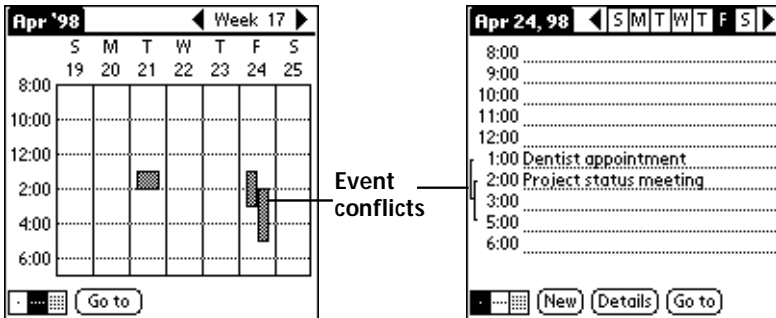 Apr '98 Week 17
S M T W T F S
19 20 21 22 23 24 25
8:00
10:00
12:00
2:00
4:00
6:00
Go to
Event
conflicts
Apr 24, 98 S M T W T F S
8:00
9:00
10:00
11:00
12:00
1:00 Dentist appointment
2:00 Project status meeting
3:00
5:00
6:00
New Details Go to